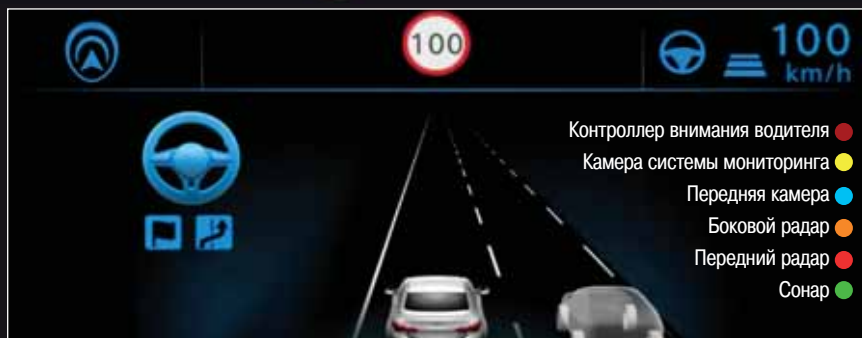 100
100
km/h
Контроллер внимания водителя
Камера системы мониторинга
Передняя камера
Боковой радар
Передний радар
Сонар